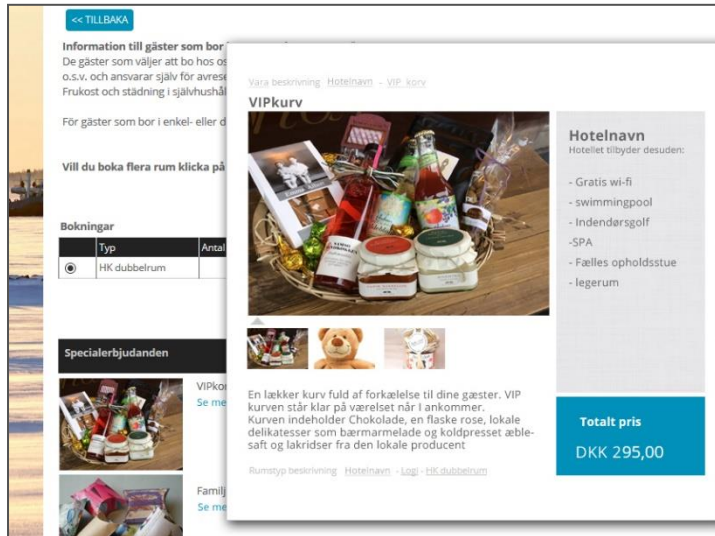 << TILLBAKA
Information till gäster som bor
De gäster som väljer att bo hos os
o.s.v. och ansvarar själv för avrese
Frukost och städning i självhushål
För gäster som bor i enkel- eller d
Vill du boka flera rum klicka på
Bokningar
Typ Antal
HK dubbelrum
Specialerbjudanden
VIPkor
Se me
Familj
Se me
Vara beskrivning Hotelnavn - VIP korv
VIPkurv
Hotelnavn
Hotellet tilbyder desuden:
- Gratis wi-fi
- swimmingpool
- Indendørsgolf
-SPA
- Fælles opholdsstue
- legerum
En lækker kurv fuld af forkælelse til dine gæster. VIP
kurven står klar på værelset når I ankommer.
Kurven indeholder Chokolade, en flaske rose, lokale
delikatesser som bærmarmelade og koldpresset æble-
saft og lakridser fra den lokale producent
Rumstyp beskrivning Hotelnavn - Logi - HK dubbelrum
Totalt pris
DKK 295,00